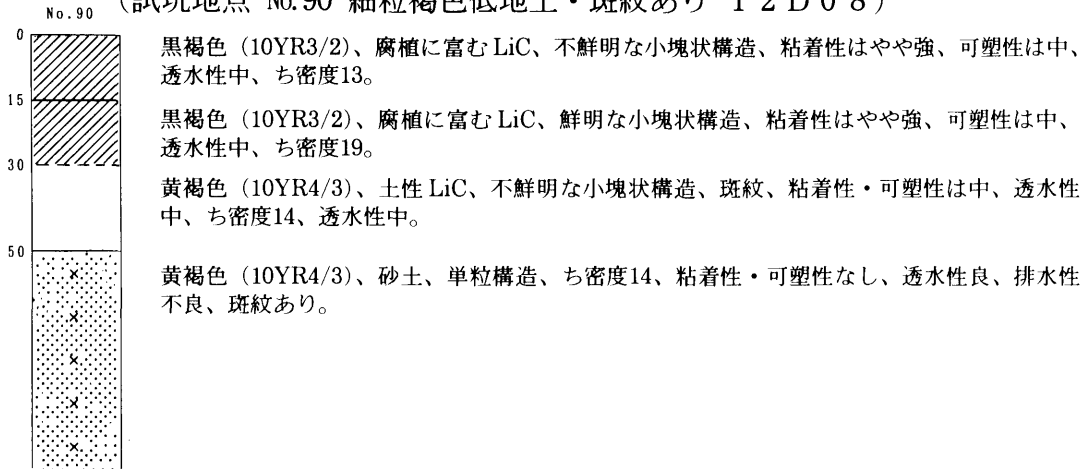 (試坑地点 No.90 細粒褐色低地土・斑紋あり 12D08)
No.90
0
黒褐色（10YR3/2）、腐植に富む LiC、不鮮明な小塊状構造、粘着性はやや強、可塑性は中、
透水性中、ち密度13。
15
黒褐色（10YR3/2）、腐植に富む LiC、鮮明な小塊状構造、粘着性はやや強、可塑性は中、
透水性中、ち密度19。
30
黄褐色（10YR4/3）、土性 LiC、不鮮明な小塊状構造、斑紋、粘着性・可塑性は中、透水性
中、ち密度14、透水性中。
50
黄褐色（10YR4/3）、砂土、単粒構造、ち密度14、粘着性・可塑性なし、透水性良、排水性
不良、斑紋あり。